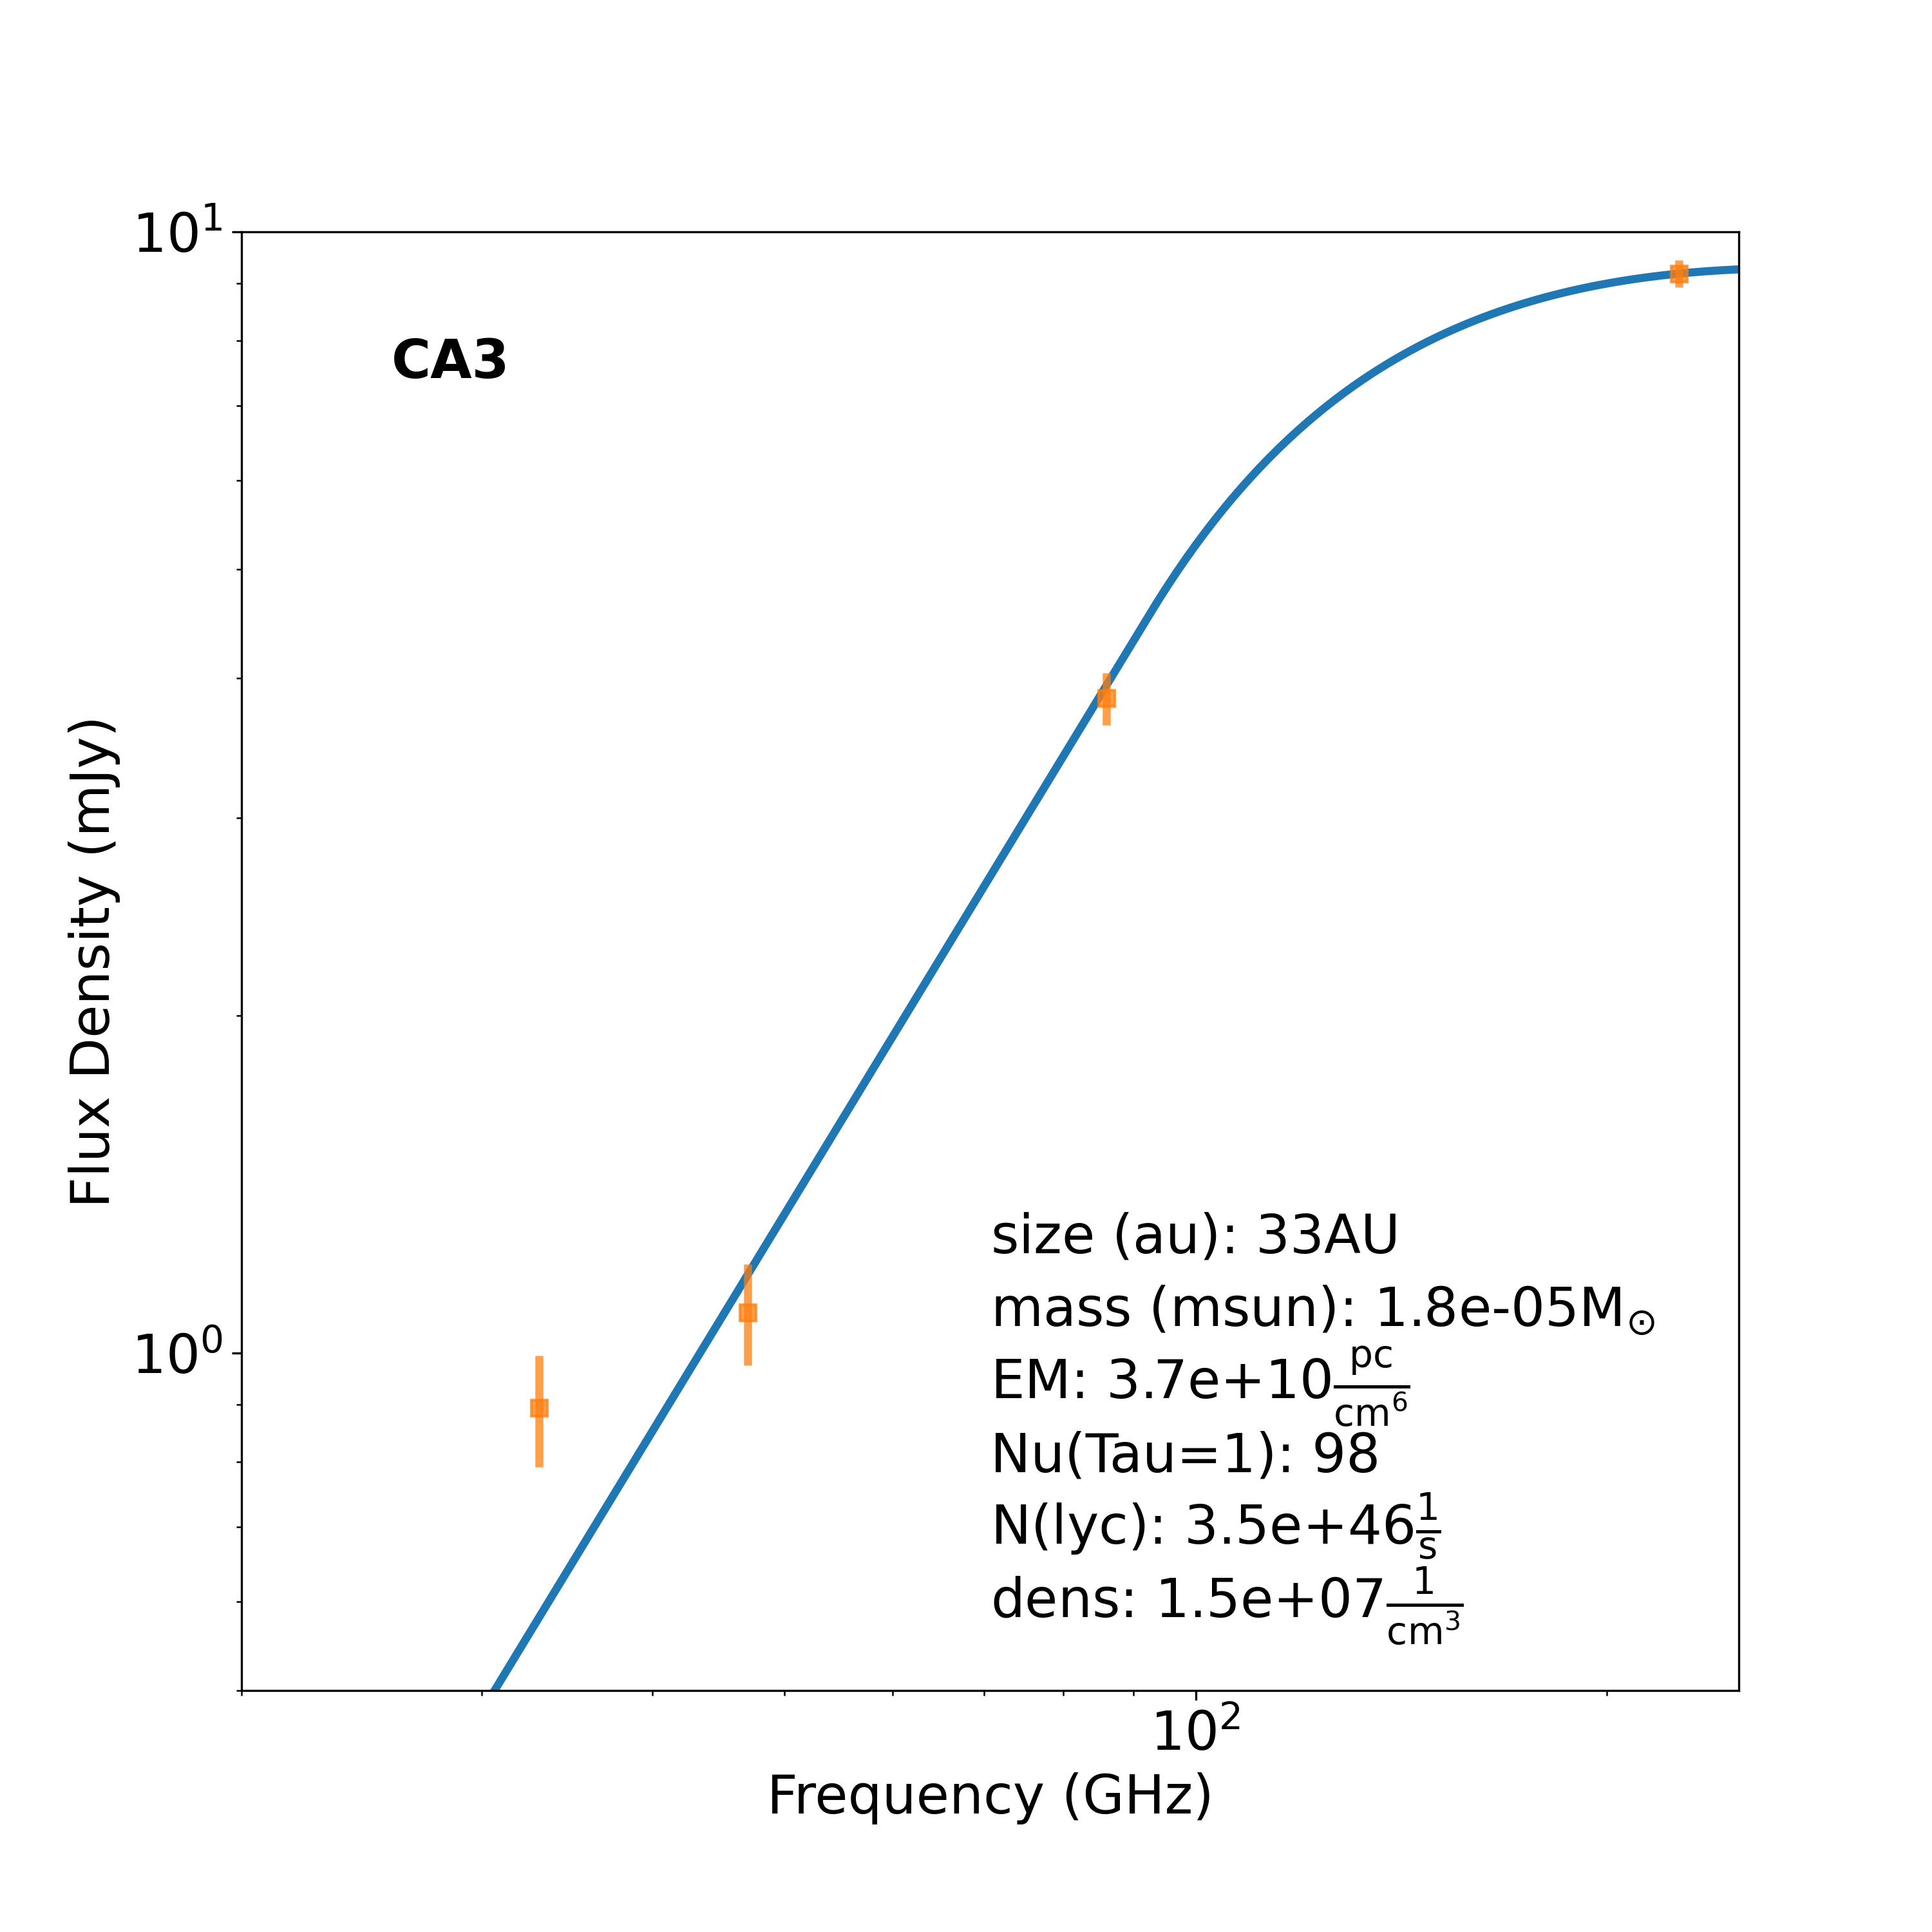 10¹
CA3
Flux Density (mJy)
size (au): 33AU
mass (msun): 1.8e-05M☉
EM: 3.7e+10 pc/cm⁶
Nu(Tau=1): 98
N(lyc): 3.5e+46 1/s
dens: 1.5e+07 1/cm³
10⁰
10²
Frequency (GHz)